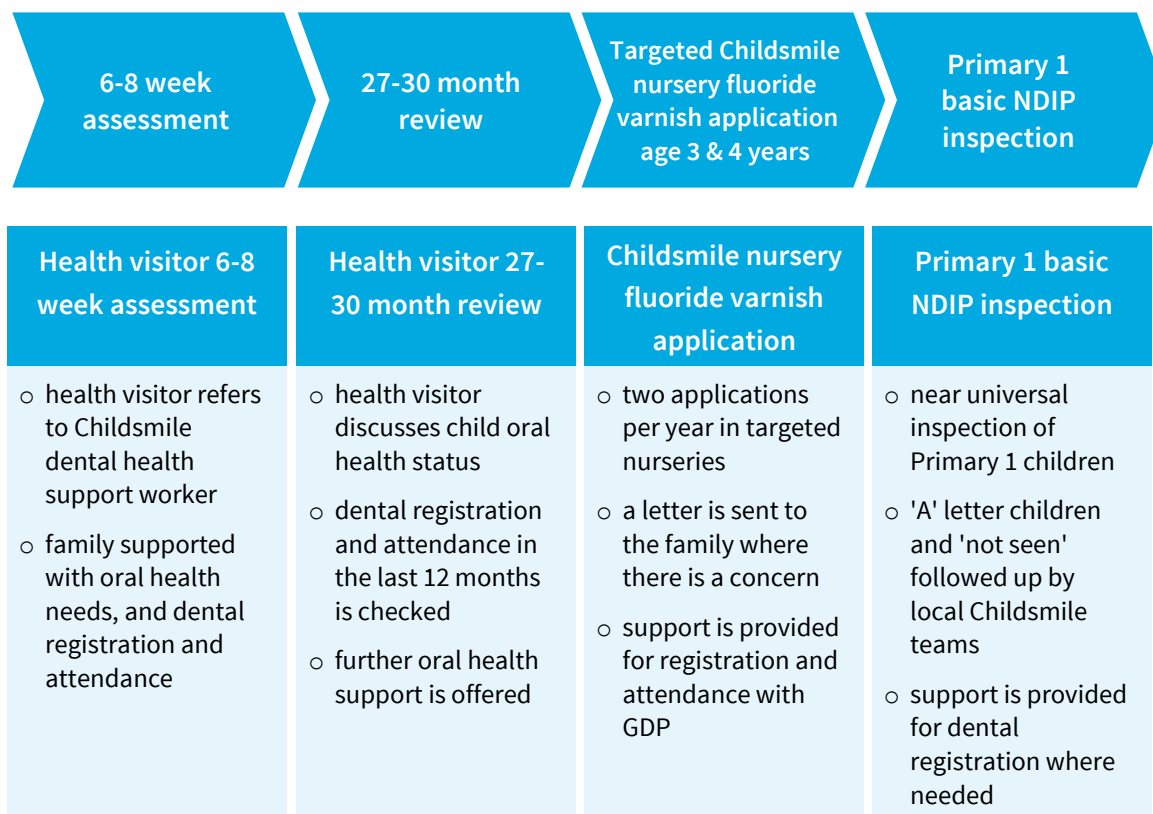 6-8 week
assessment
27-30 month
review
Targeted Childsmile
nursery fluoride
varnish application
age 3 & 4 years
Primary 1
basic NDIP
inspection
Health visitor 6-8
week assessment
○ health visitor refers
to Childsmile
dental health
support worker
○ family supported
with oral health
needs, and dental
registration and
attendance
Health visitor 27-
30 month review
○ health visitor
discusses child oral
health status
○ dental registration
and attendance in
the last 12 months
is checked
○ further oral health
support is offered
Childsmile nursery
fluoride varnish
application
○ two applications
per year in targeted
nurseries
○ a letter is sent to
the family where
there is a concern
○ support is provided
for registration and
attendance with
GDP
Primary 1 basic
NDIP inspection
○ near universal
inspection of
Primary 1 children
○ 'A' letter children
and 'not seen'
followed up by
local Childsmile
teams
○ support is provided
for dental
registration where
needed